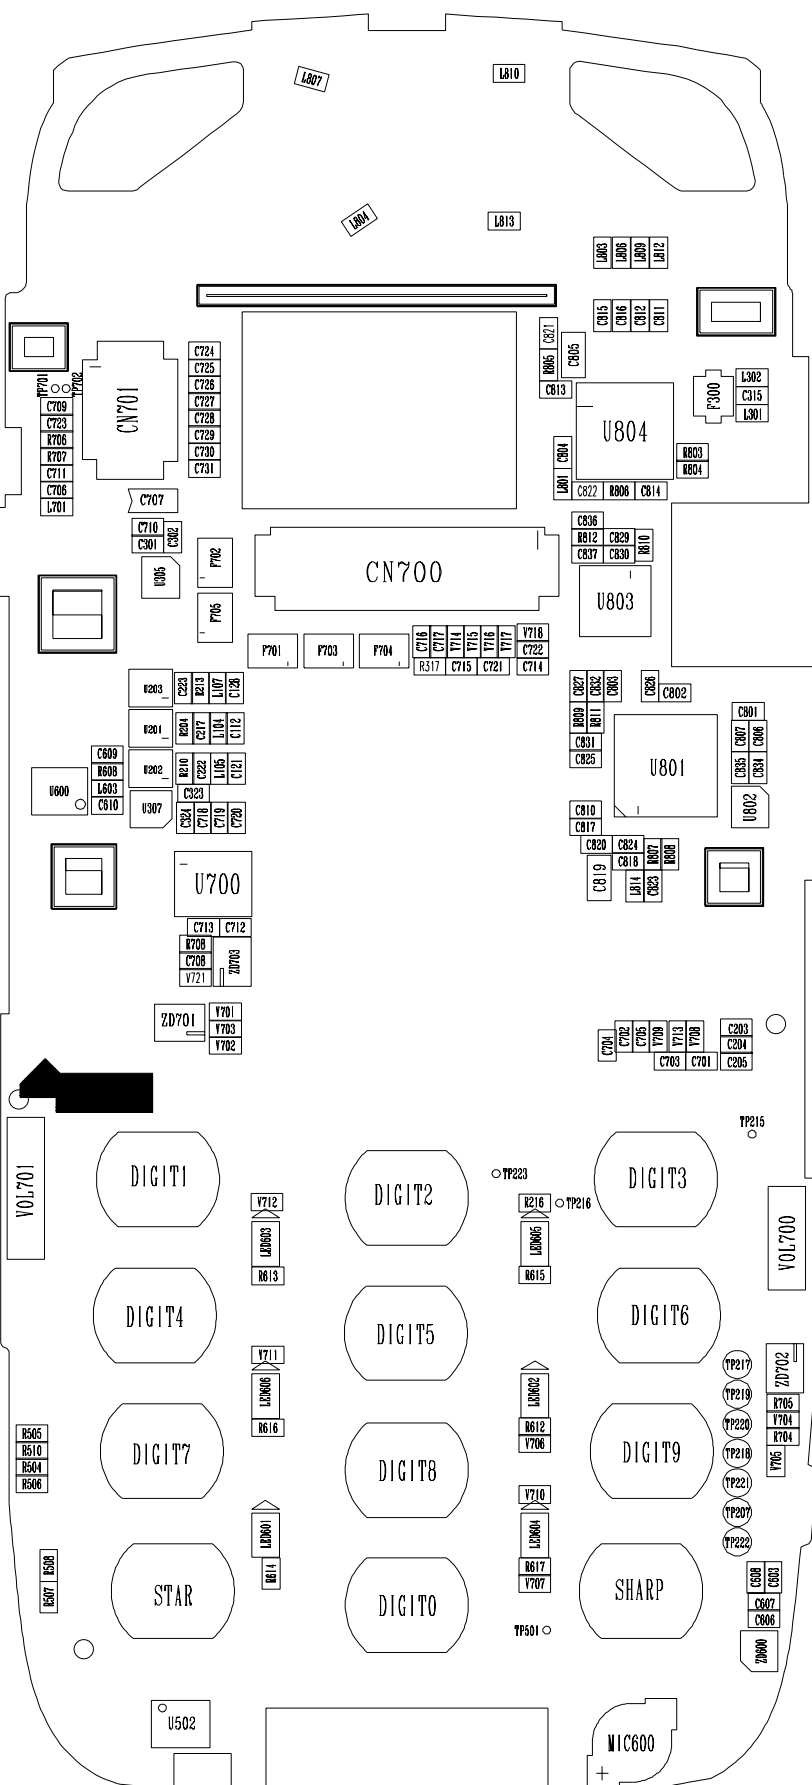 L807
L810
L804
L813
L803 L806 L809 L812
C815 C816 C812 C811
C821
R805
C805
C813
TP701 TP702
CN701
C724
C725
C726
C727
C728
C729
C730
C731
C709
C723
R706
R707
C711
C706
L701
U804
F300
L302
C315
L301
R803
R804
C804
L801
C822 R806 C814
C707
C710
C301
C302
U305
F702
F705
CN700
C836
R812 C829
C837 C830
R810
U803
F701 F703 F704
C716 C717 V714 V715 V716 V717
R317 C715 C721
V718
C722
C714
U203 C223 R213 L107 C128
U201 R204 C217 L104 C112
U202 R210 C222 L105 C121
C323
U307 C324 C718 C719 C720
C609
R608
L603
C610
U600
C827 C832 C803
C826 C802
R809 R811
C831
C825
U801
C801
C807 C806
C835 C834
U802
C810
C817
C820 C824
C818
R807 R808
C819
L814 C823
U700
C713 C712
R708
C708
V721
ZD703
ZD701
V701
V703
V702
C704 C702 C705 V709 V713 V708
C703 C701
C203
C204
C205
TP215
VOL701
DIGIT1
DIGIT2
DIGIT3
TP223
V712
LED603
R613
R216
TP216
LED605
R615
VOL700
DIGIT4
DIGIT5
DIGIT6
V711
LED606
R616
LED602
R612
V706
TP217
TP219
TP220
TP218
TP221
TP207
TP222
ZD702
R705
V704
R704
V705
R505
R510
R504
R506
DIGIT7
DIGIT8
DIGIT9
V710
LED601
R614
LED604
R617
V707
R508
R507
STAR
DIGIT0
SHARP
TP501
C608 C603
C607
C606
ZD600
U502
MIC600